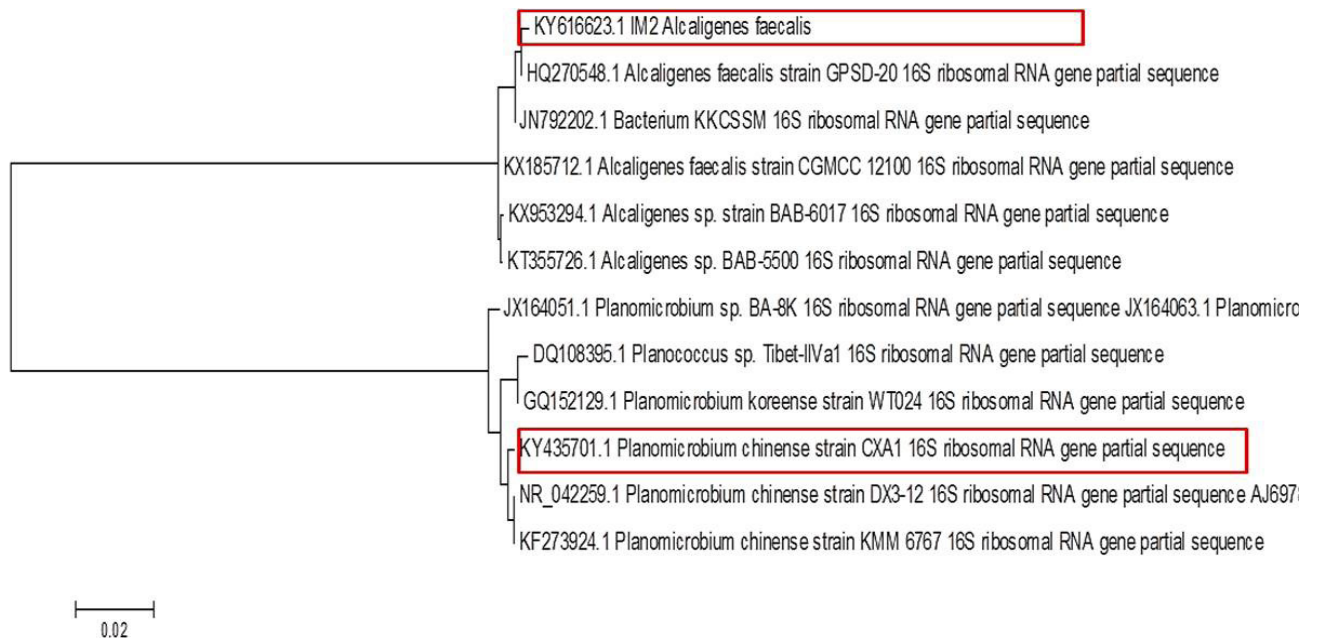 KY616623.1 IM2 Alcaligenes faecalis
HQ270548.1 Alcaligenes faecalis strain GPSD-20 16S ribosomal RNA gene partial sequence
JN792202.1 Bacterium KKCSSM 16S ribosomal RNA gene partial sequence
KX185712.1 Alcaligenes faecalis strain CGMCC 12100 16S ribosomal RNA gene partial sequence
KX953294.1 Alcaligenes sp. strain BAB-6017 16S ribosomal RNA gene partial sequence
KT355726.1 Alcaligenes sp. BAB-5500 16S ribosomal RNA gene partial sequence
JX164051.1 Planomicrobium sp. BA-8K 16S ribosomal RNA gene partial sequence JX164063.1 Planomicro
DQ108395.1 Planococcus sp. Tibet-IIVa1 16S ribosomal RNA gene partial sequence
GQ152129.1 Planomicrobium koreense strain WT024 16S ribosomal RNA gene partial sequence
KY435701.1 Planomicrobium chinense strain CXA1 16S ribosomal RNA gene partial sequence
NR_042259.1 Planomicrobium chinense strain DX3-12 16S ribosomal RNA gene partial sequence AJ697
KF273924.1 Planomicrobium chinense strain KMM 6767 16S ribosomal RNA gene partial sequence
0.02